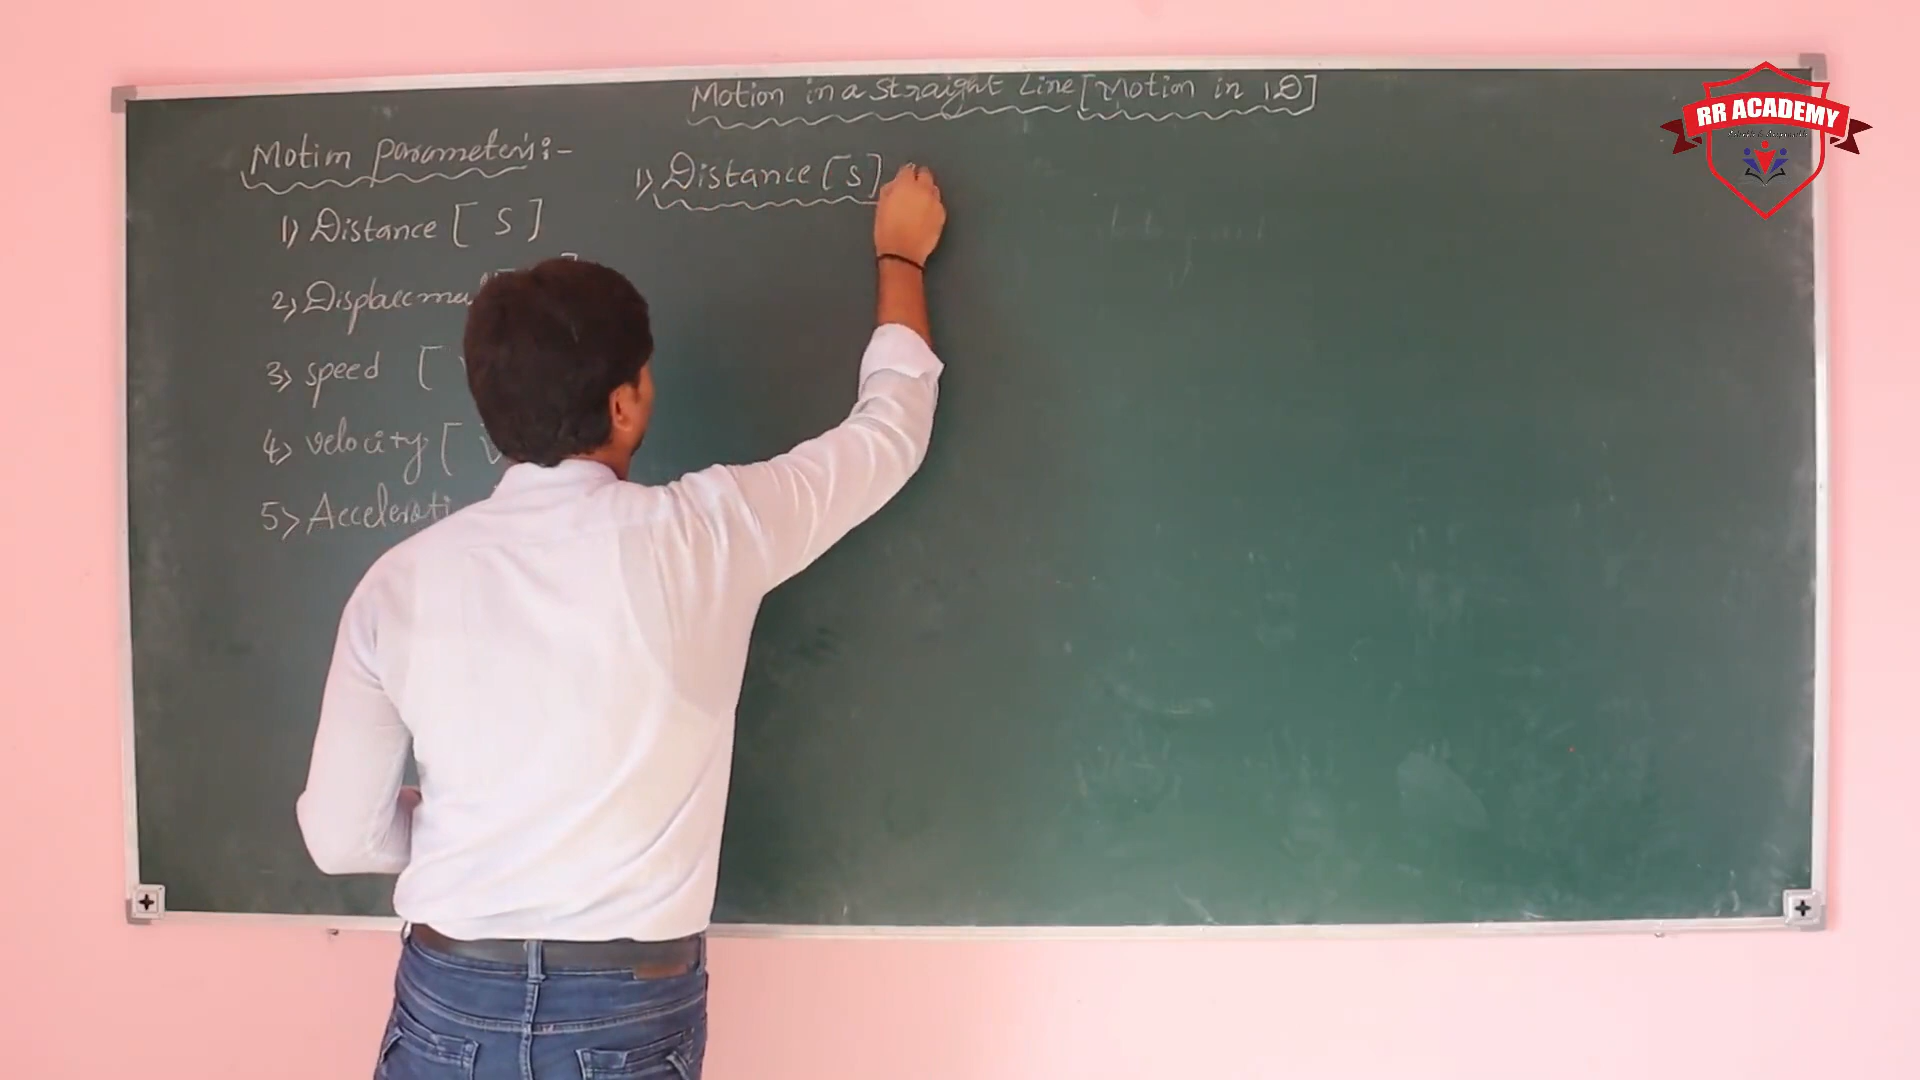 Motion in a straight Line [Motion in 1D]
Motion parameters:-
1) Distance [ S ]
2) Displaceme
3) speed [
4) velocity [ V
5) Accelerati
1) Distance [S]
RR ACADEMY